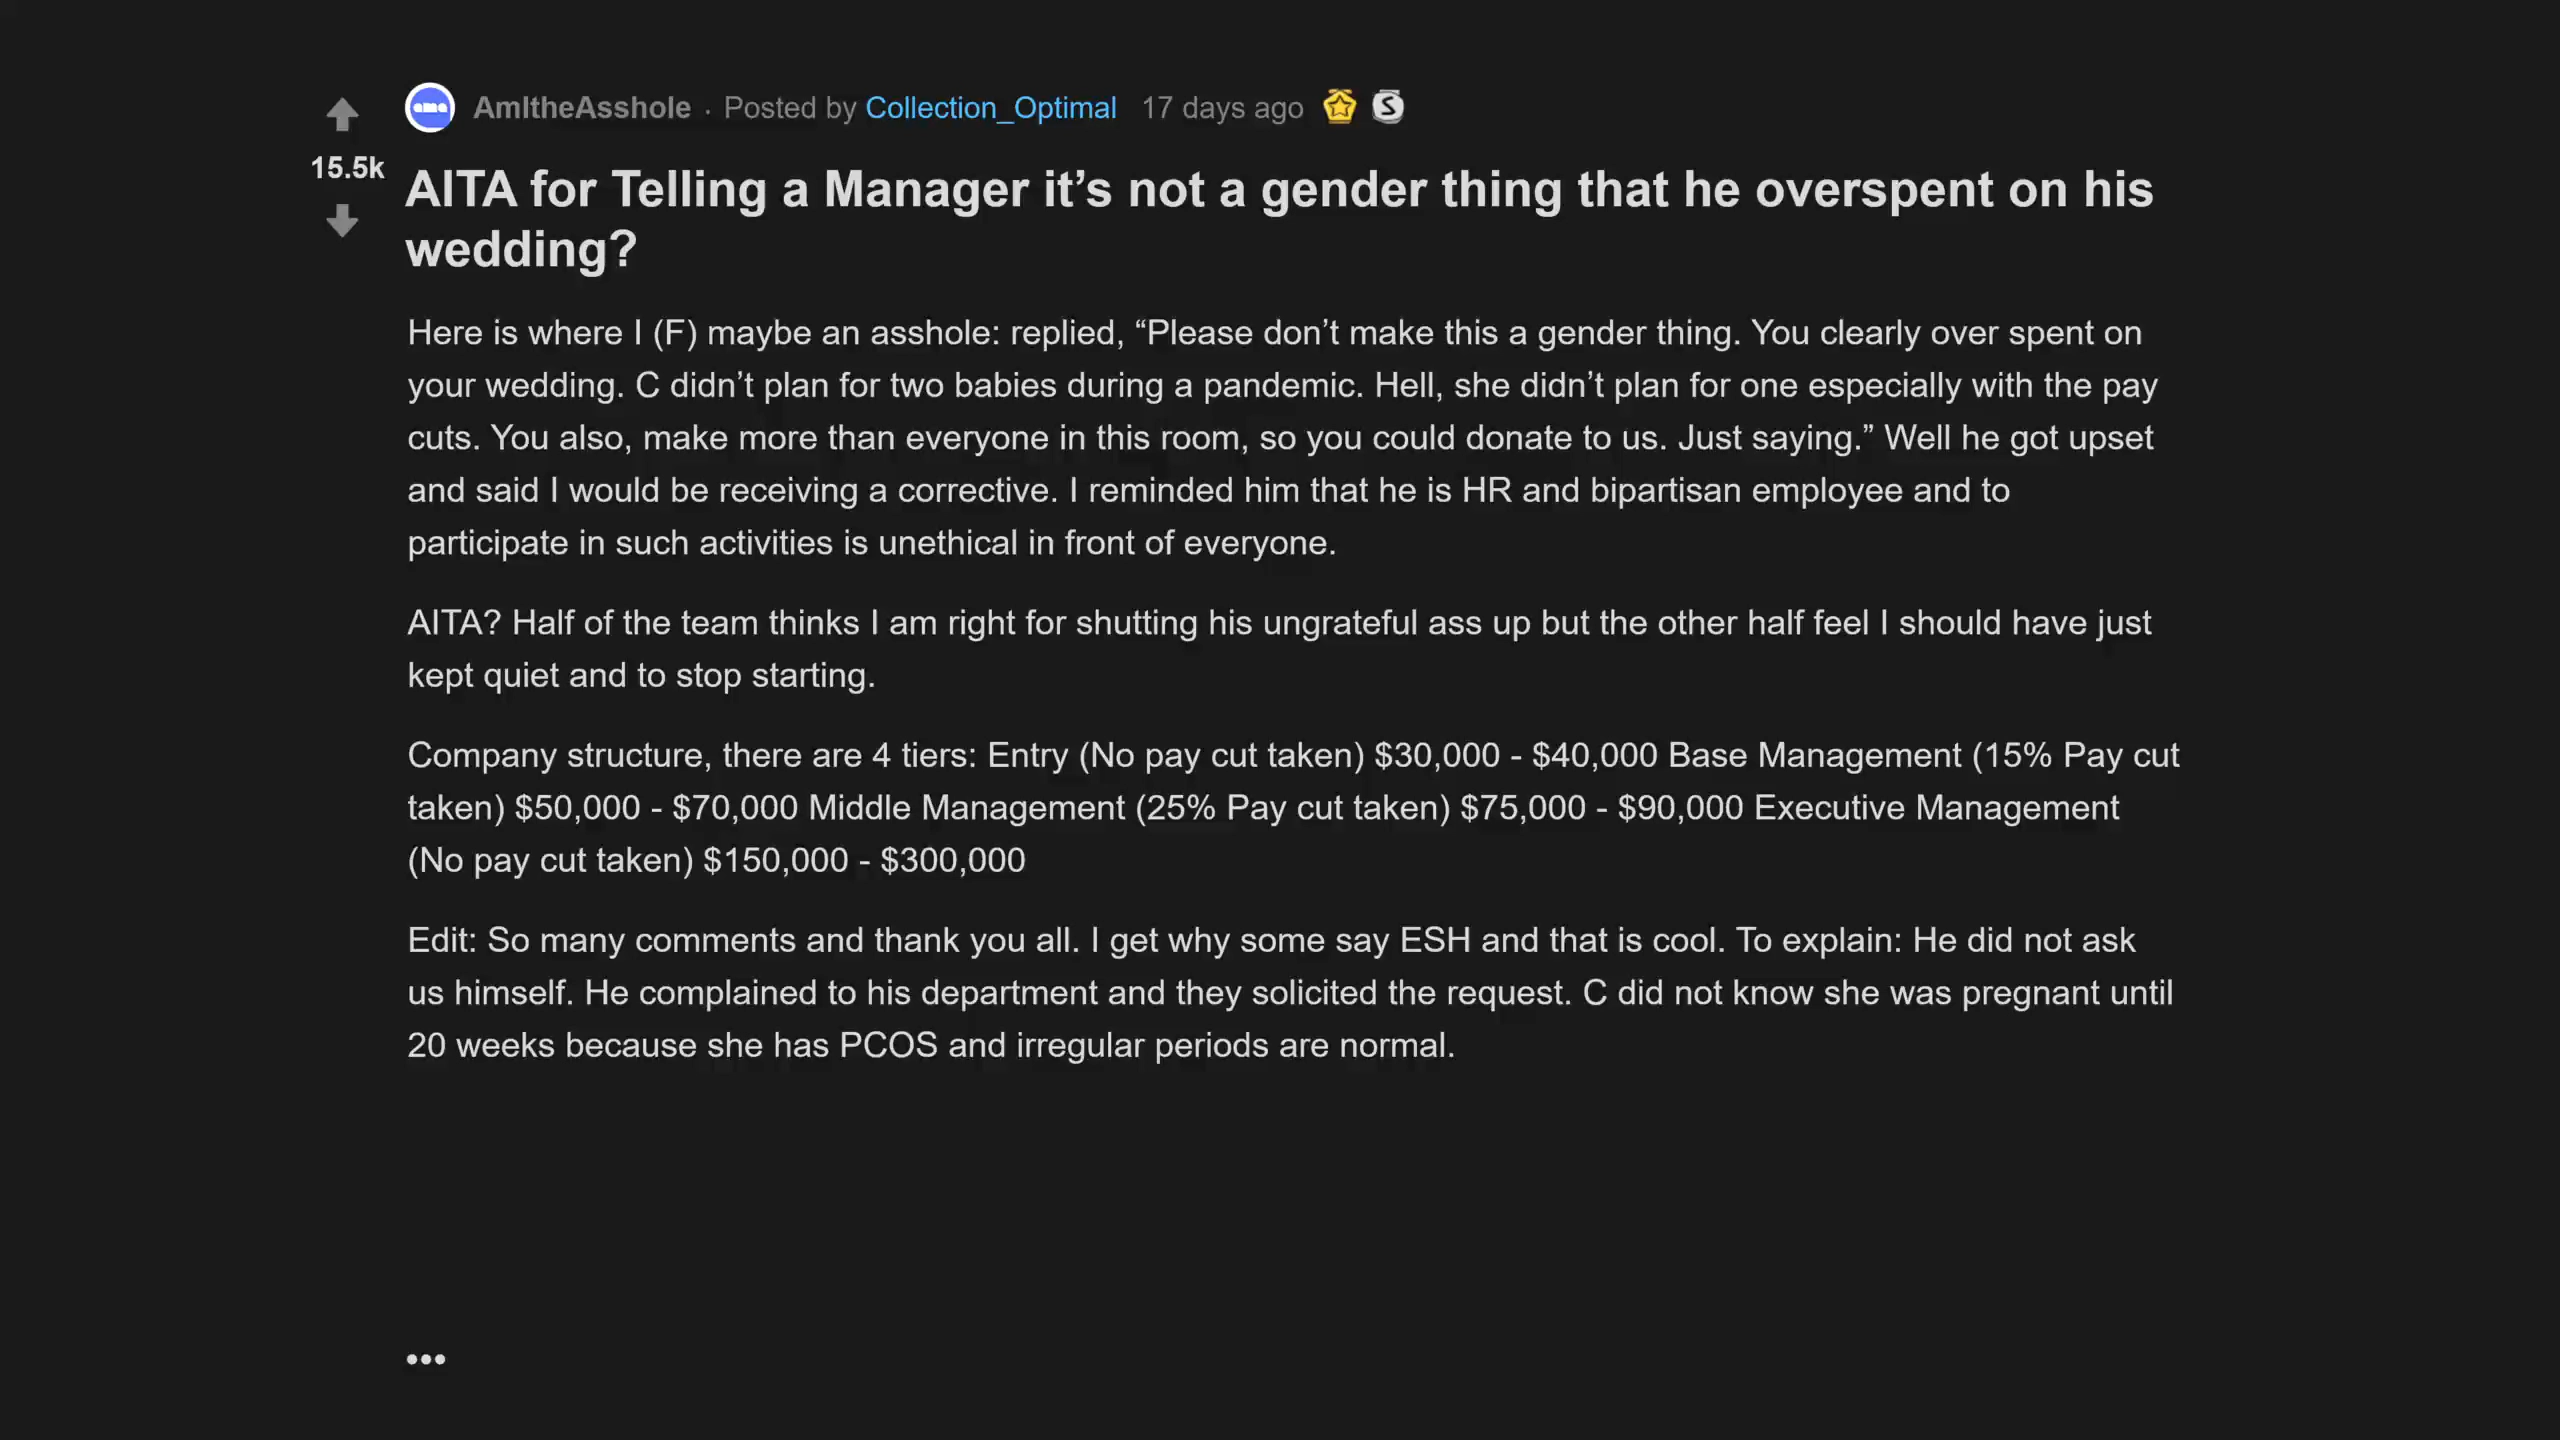 AmItheAsshole · Posted by Collection_Optimal 17 days ago
15.5k
AITA for Telling a Manager it’s not a gender thing that he overspent on his
wedding?
Here is where I (F) maybe an asshole: replied, “Please don’t make this a gender thing. You clearly over spent on
your wedding. C didn’t plan for two babies during a pandemic. Hell, she didn’t plan for one especially with the pay
cuts. You also, make more than everyone in this room, so you could donate to us. Just saying.” Well he got upset
and said I would be receiving a corrective. I reminded him that he is HR and bipartisan employee and to
participate in such activities is unethical in front of everyone.
AITA? Half of the team thinks I am right for shutting his ungrateful ass up but the other half feel I should have just
kept quiet and to stop starting.
Company structure, there are 4 tiers: Entry (No pay cut taken) $30,000 - $40,000 Base Management (15% Pay cut
taken) $50,000 - $70,000 Middle Management (25% Pay cut taken) $75,000 - $90,000 Executive Management
(No pay cut taken) $150,000 - $300,000
Edit: So many comments and thank you all. I get why some say ESH and that is cool. To explain: He did not ask
us himself. He complained to his department and they solicited the request. C did not know she was pregnant until
20 weeks because she has PCOS and irregular periods are normal.
•••